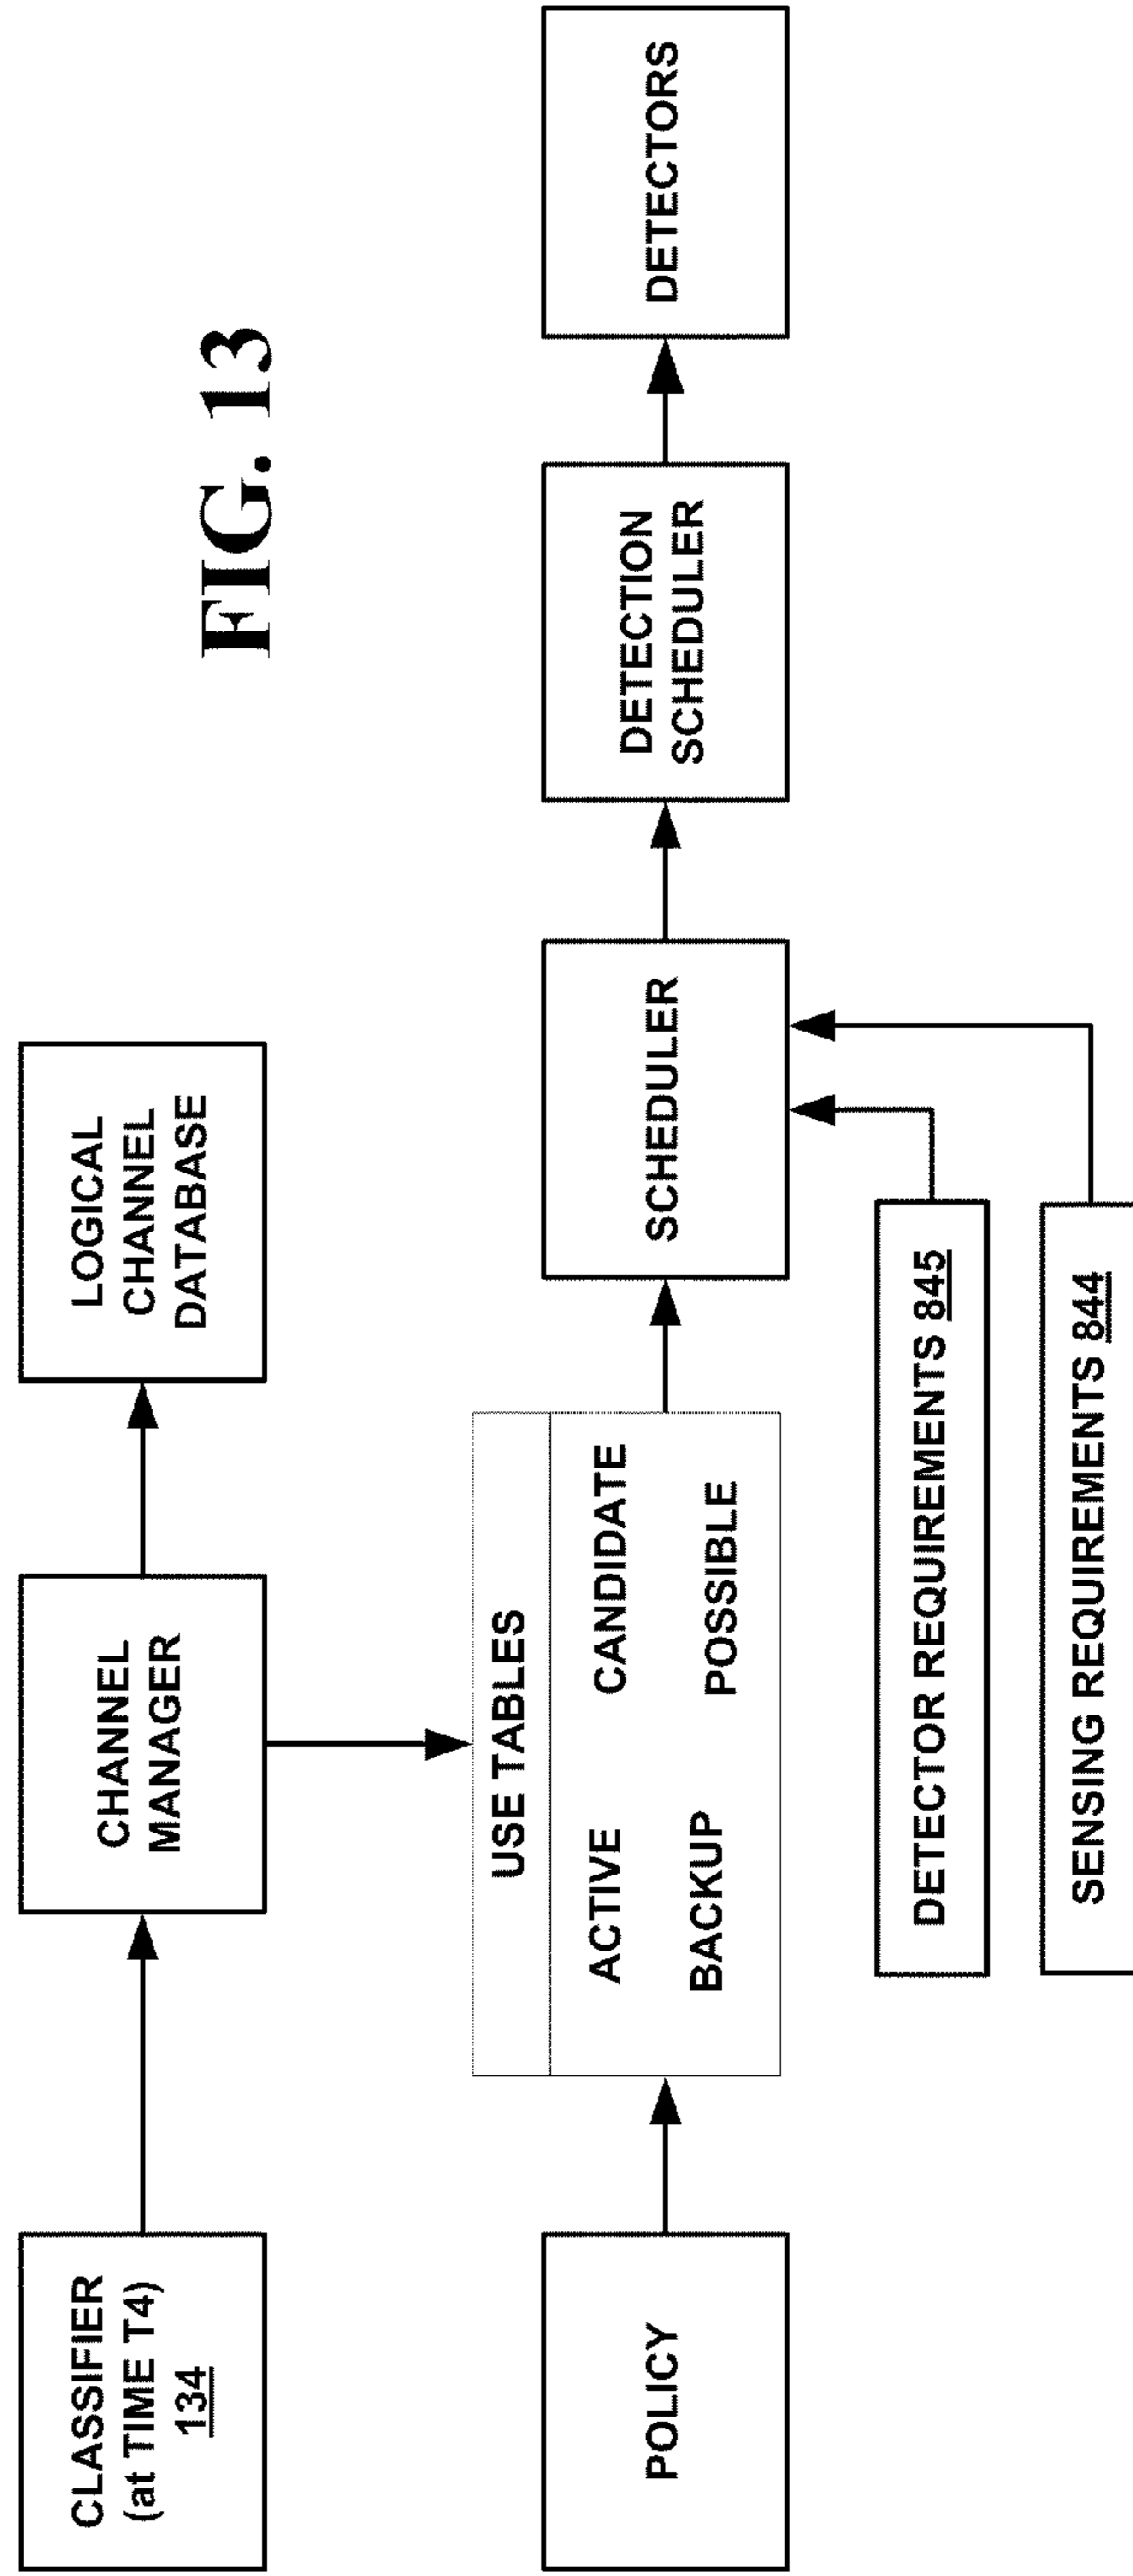 FIG. 13
CLASSIFIER
(at TIME T4)
134
CHANNEL
MANAGER
LOGICAL
CHANNEL
DATABASE
POLICY
USE TABLES
ACTIVE CANDIDATE
BACKUP POSSIBLE
SCHEDULER
DETECTION
SCHEDULER
DETECTORS
DETECTOR REQUIREMENTS 845
SENSING REQUIREMENTS 844